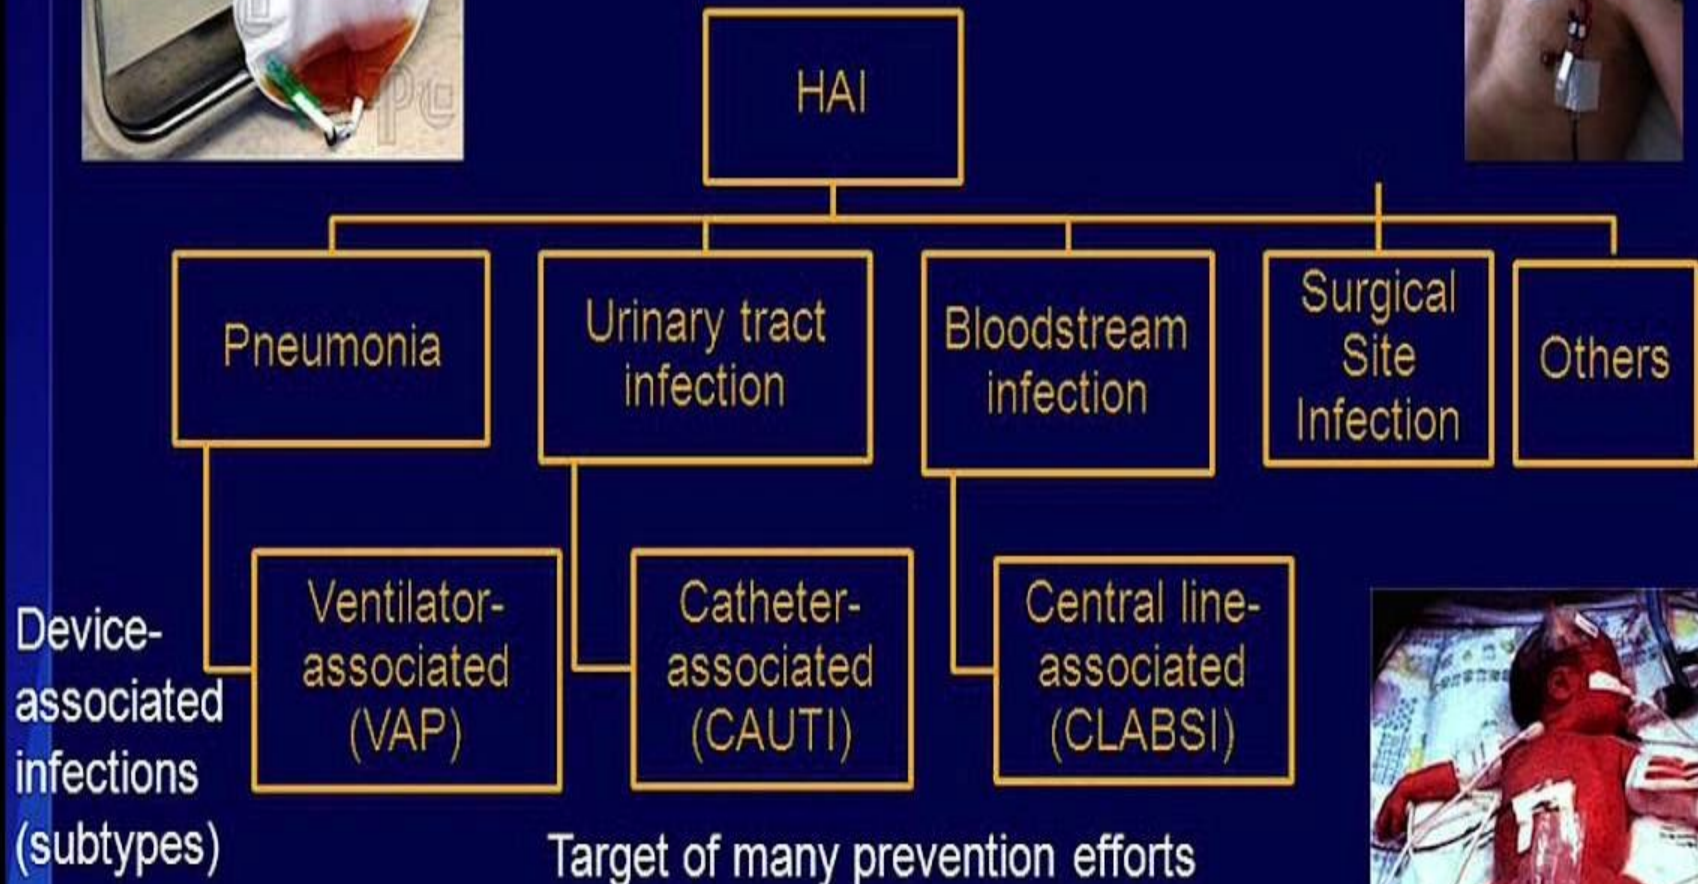 HAI
Pneumonia
Urinary tract
infection
Bloodstream
infection
Surgical
Site
Infection
Others
Device-
associated
infections
(subtypes)
Ventilator-
associated
(VAP)
Catheter-
associated
(CAUTI)
Central line-
associated
(CLABSI)
Target of many prevention efforts